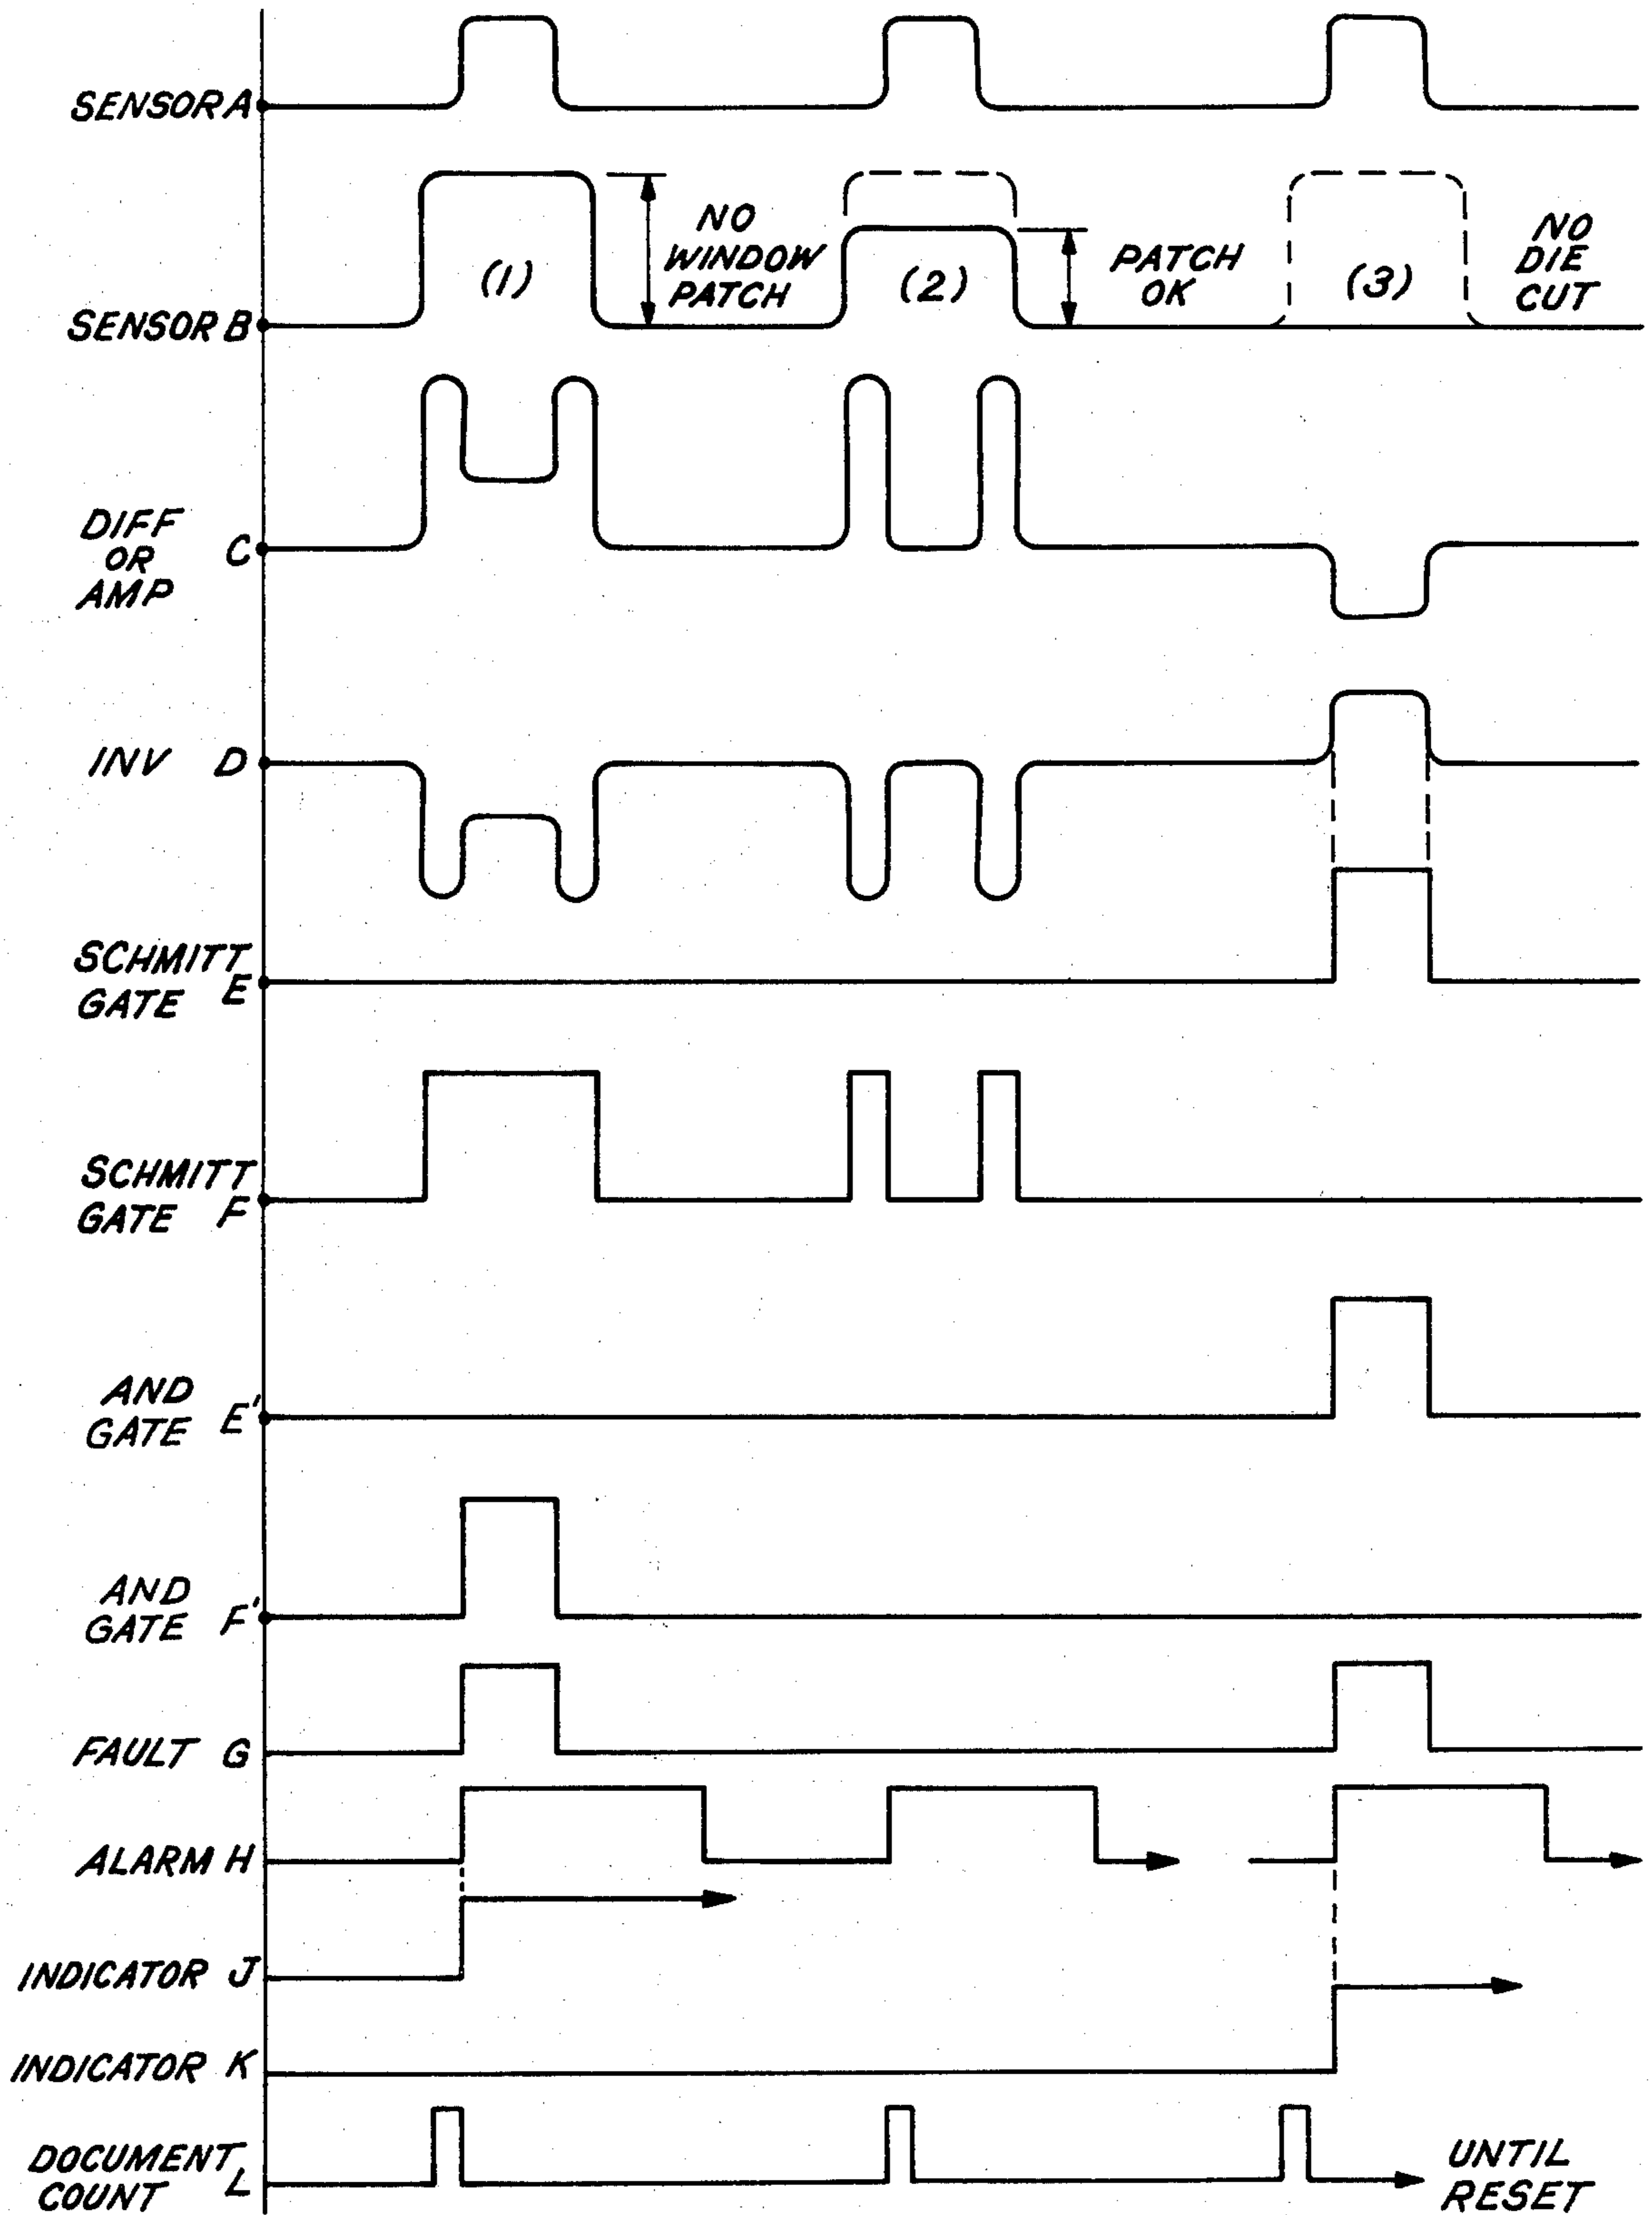 SENSOR A
SENSOR B
(1)
NO
WINDOW
PATCH
(2)
PATCH
OK
(3)
NO
DIE
CUT
DIFF
OR C
AMP
INV D
SCHMITT
GATE E
SCHMITT
GATE F
AND
GATE E'
AND
GATE F'
FAULT G
ALARM H
INDICATOR J
INDICATOR K
DOCUMENT
COUNT L
UNTIL
RESET